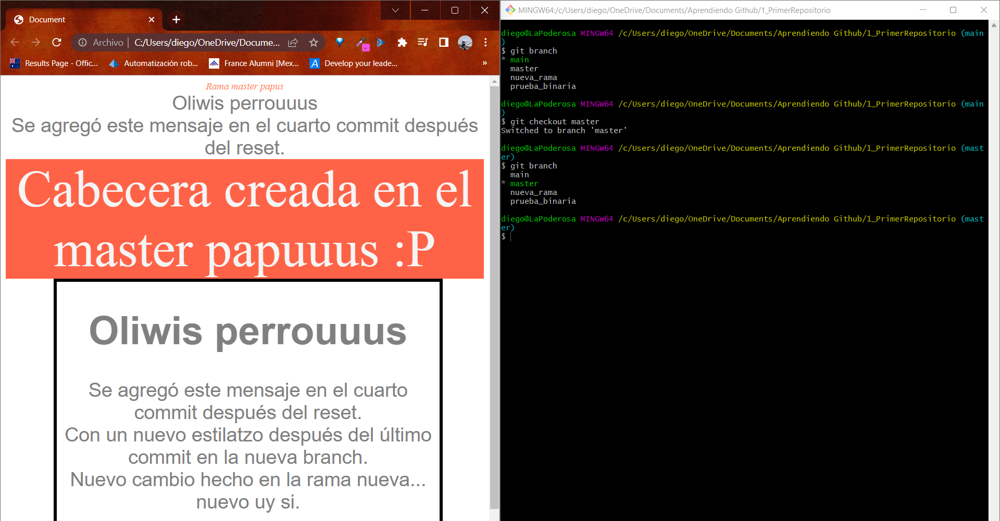 Document
Archivo | C:/Users/diego/OneDrive/Docume...
Results Page - Offic...
Automatización rob...
France Alumni [Mex...
Develop your leade...
»
Rama master papus
Oliwis perrouuus
Se agregó este mensaje en el cuarto commit después
del reset.
Cabecera creada en el
master papuuus :P
Oliwis perrouuus
Se agregó este mensaje en el cuarto
commit después del reset.
Con un nuevo estilatzo después del último
commit en la nueva branch.
Nuevo cambio hecho en la rama nueva...
nuevo uy si.
MINGW64:/c/Users/diego/OneDrive/Documents/Aprendiendo Github/1_PrimerRepositorio
diego@LaPoderosa MINGW64 /c/Users/diego/OneDrive/Documents/Aprendiendo Github/1_PrimerRepositorio (main
)
$ git branch
* main
master
nueva_rama
prueba_binaria
diego@LaPoderosa MINGW64 /c/Users/diego/OneDrive/Documents/Aprendiendo Github/1_PrimerRepositorio (main
)
$ git checkout master
Switched to branch 'master'
diego@LaPoderosa MINGW64 /c/Users/diego/OneDrive/Documents/Aprendiendo Github/1_PrimerRepositorio (mast
er)
$ git branch
main
* master
nueva_rama
prueba_binaria
diego@LaPoderosa MINGW64 /c/Users/diego/OneDrive/Documents/Aprendiendo Github/1_PrimerRepositorio (mast
er)
$